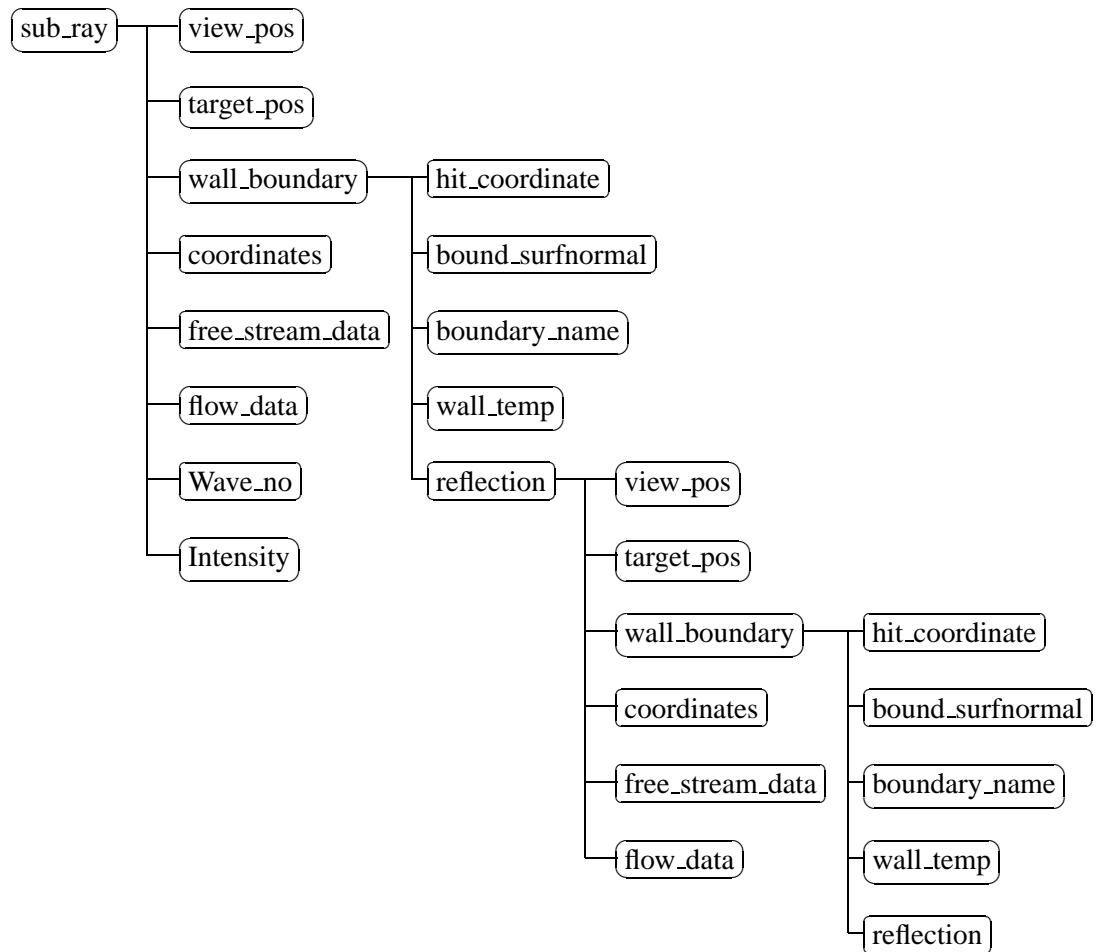 sub_ray
view_pos
target_pos
wall_boundary
hit_coordinate
coordinates
bound_surfnormal
free_stream_data
boundary_name
flow_data
wall_temp
Wave_no
reflection
view_pos
Intensity
target_pos
wall_boundary
hit_coordinate
coordinates
bound_surfnormal
free_stream_data
boundary_name
flow_data
wall_temp
reflection